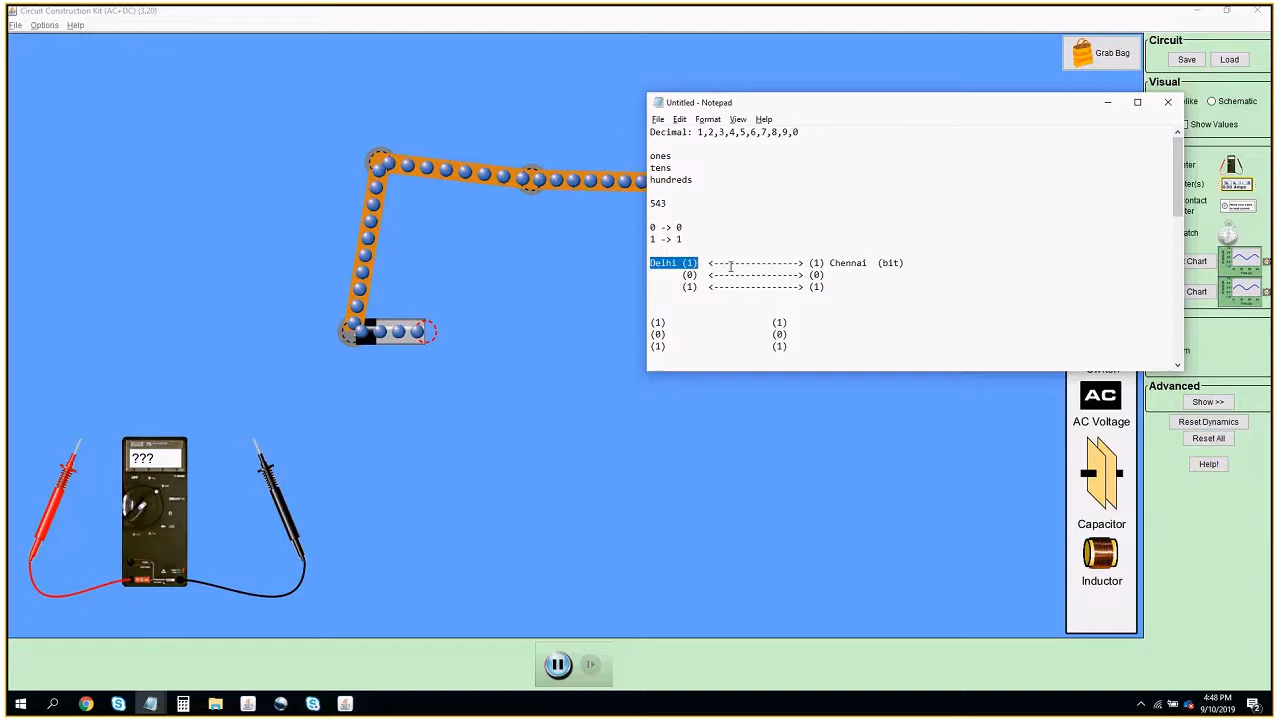 Circuit Construction Kit (AC+DC) (3.20)
File Options Help
Grab Bag
Circuit
Save Load
Visual
Schematic
Show Values
Untitled - Notepad
File Edit Format View Help
Decimal: 1,2,3,4,5,6,7,8,9,0
ones
tens
hundreds
543
0 -> 0
1 -> 1
Delhi (1) <---------------> (1) Chennai (bit)
(0) <---------------> (0)
(1) <---------------> (1)
(1) (1)
(0) (0)
(1) (1)
Chart
Chart
AC
AC Voltage
Capacitor
Inductor
Advanced
Show >>
Reset Dynamics
Reset All
Help!
???
4:48 PM
9/10/2019